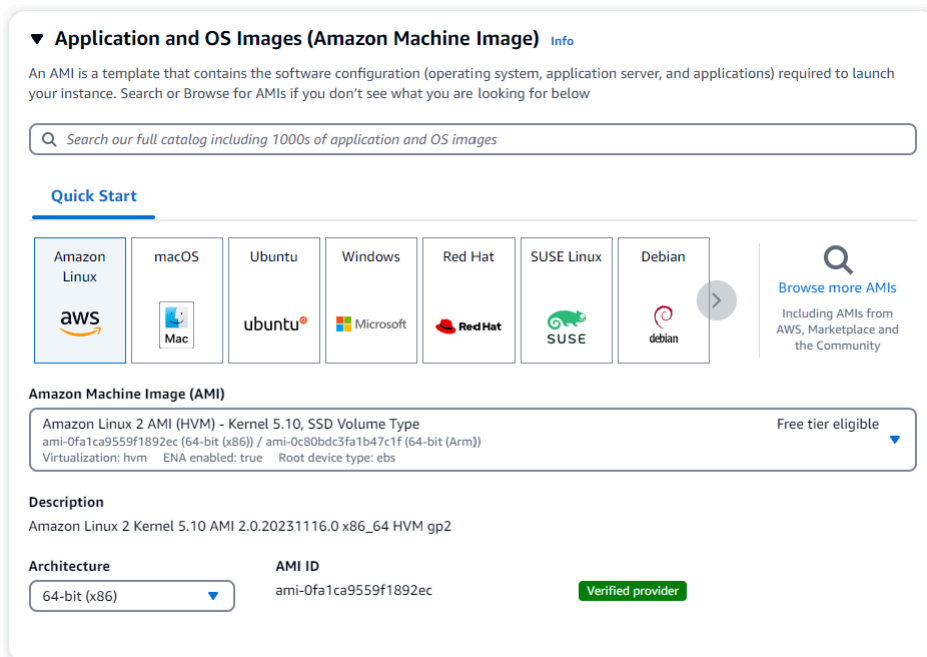 Application and OS Images (Amazon Machine Image) Info
An AMI is a template that contains the software configuration (operating system, application server, and applications) required to launch
your instance. Search or Browse for AMIs if you don't see what you are looking for below
Search our full catalog including 1000s of application and OS images
Quick Start
Amazon
Linux
aws
macOS
Mac
Ubuntu
ubuntu
Windows
Microsoft
Red Hat
Red Hat
SUSE Linux
SUSE
Debian
debian
Browse more AMIs
Including AMIs from
AWS, Marketplace and
the Community
Amazon Machine Image (AMI)
Amazon Linux 2 AMI (HVM) - Kernel 5.10, SSD Volume Type
Free tier eligible
ami-0fa1ca9559f1892ec (64-bit (x86)) / ami-0c80bdc3fa1b47c1f (64-bit (Arm))
Virtualization: hvm ENA enabled: true Root device type: ebs
Description
Amazon Linux 2 Kernel 5.10 AMI 2.0.20231116.0 x86_64 HVM gp2
Architecture
64-bit (x86)
AMI ID
ami-0fa1ca9559f1892ec
Verified provider